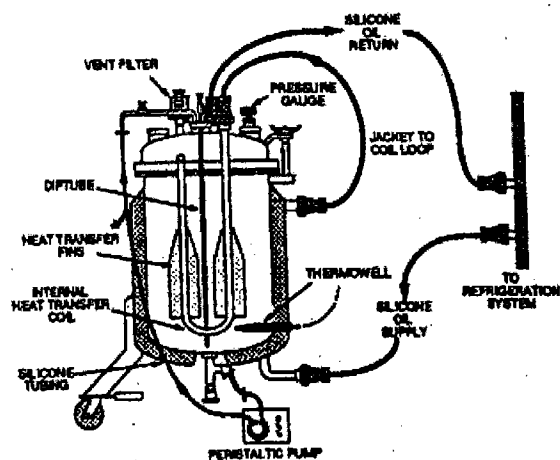 SILICONE
OIL
RETURN
VENT FILTER
PRESSURE
GAUGE
JACKET TO
COIL LOOP
DIPTUBE
HEAT TRANSFER
FINS
THERMOWELL
INTERNAL
HEAT TRANSFER
COIL
TO
REFRIGERATION
SYSTEM
SILICONE
OIL
SUPPLY
SILICONE
TUBING
PERISTALTIC PUMP